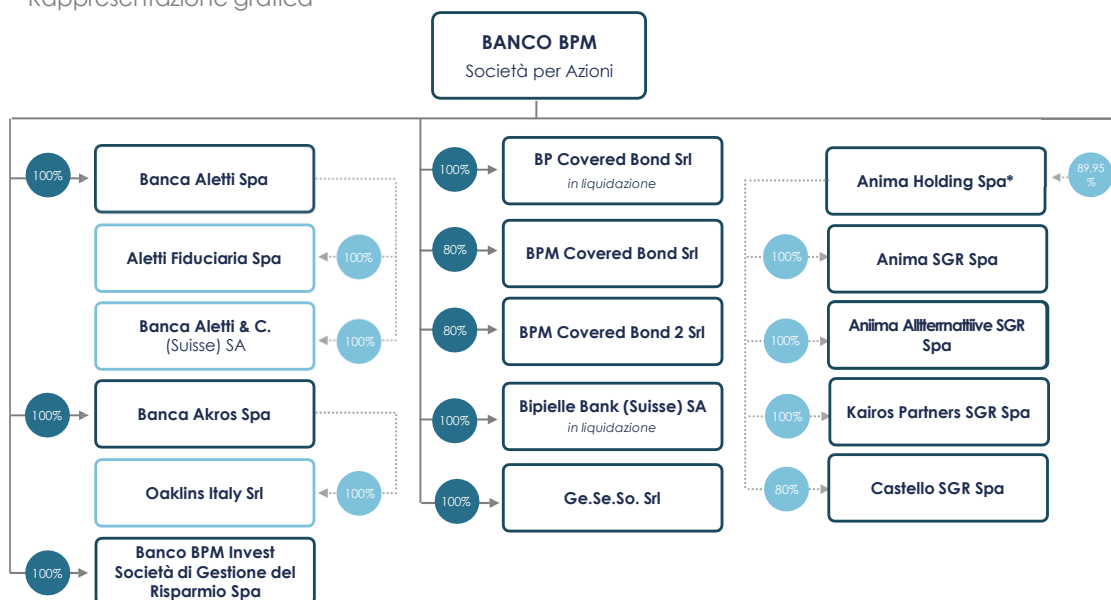 Rappresentazione grafica
BANCO BPM
Società per Azioni
100%
Banca Aletti Spa
Aletti Fiduciaria Spa
100%
Banca Aletti & C.
(Suisse) SA
100%
100%
Banca Akros Spa
Oaklins Italy Srl
100%
100%
Banco BPM Invest
Società di Gestione del
Risparmio Spa
100%
BP Covered Bond Srl
in liquidazione
80%
BPM Covered Bond Srl
80%
BPM Covered Bond 2 Srl
100%
Bipielle Bank (Suisse) SA
in liquidazione
100%
Ge.Se.So. Srl
Anima Holding Spa*
89,95
%
100%
Anima SGR Spa
100%
Aniima Allltternattiive SGR
Spa
100%
Kairos Partners SGR Spa
80%
Castello SGR Spa